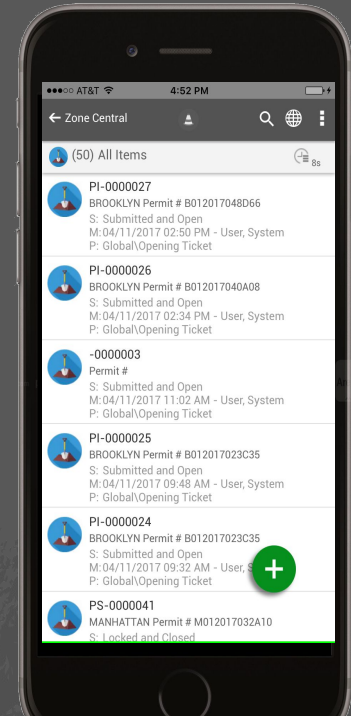 AT&T 4:52 PM
Zone Central
(50) All Items 8s
PI-0000027
BROOKLYN Permit # B012017048D66
S: Submitted and Open
M:04/11/2017 02:50 PM - User, System
P: Global\Opening Ticket
PI-0000026
BROOKLYN Permit # B012017040A08
S: Submitted and Open
M:04/11/2017 02:34 PM - User, System
P: Global\Opening Ticket
-0000003
Permit #
S: Submitted and Open
M:04/11/2017 11:02 AM - User, System
P: Global\Opening Ticket
PI-0000025
BROOKLYN Permit # B012017023C35
S: Submitted and Open
M:04/11/2017 09:48 AM - User, System
P: Global\Opening Ticket
PI-0000024
BROOKLYN Permit # B012017023C35
S: Submitted and Open
M:04/11/2017 09:32 AM - User,
P: Global\Opening Ticket
PS-0000041
MANHATTAN Permit # M012017032A10
S: Locked and Closed